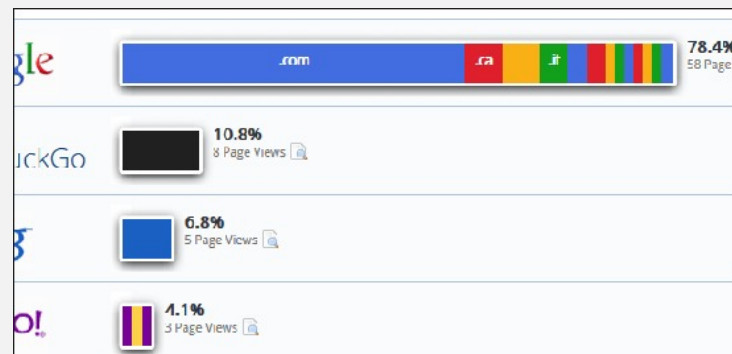 gle .com .ca .it 78.4%
58 Page
uckGo 10.8%
8 Page Views
g 6.8%
5 Page Views
o! 4.1%
3 Page Views